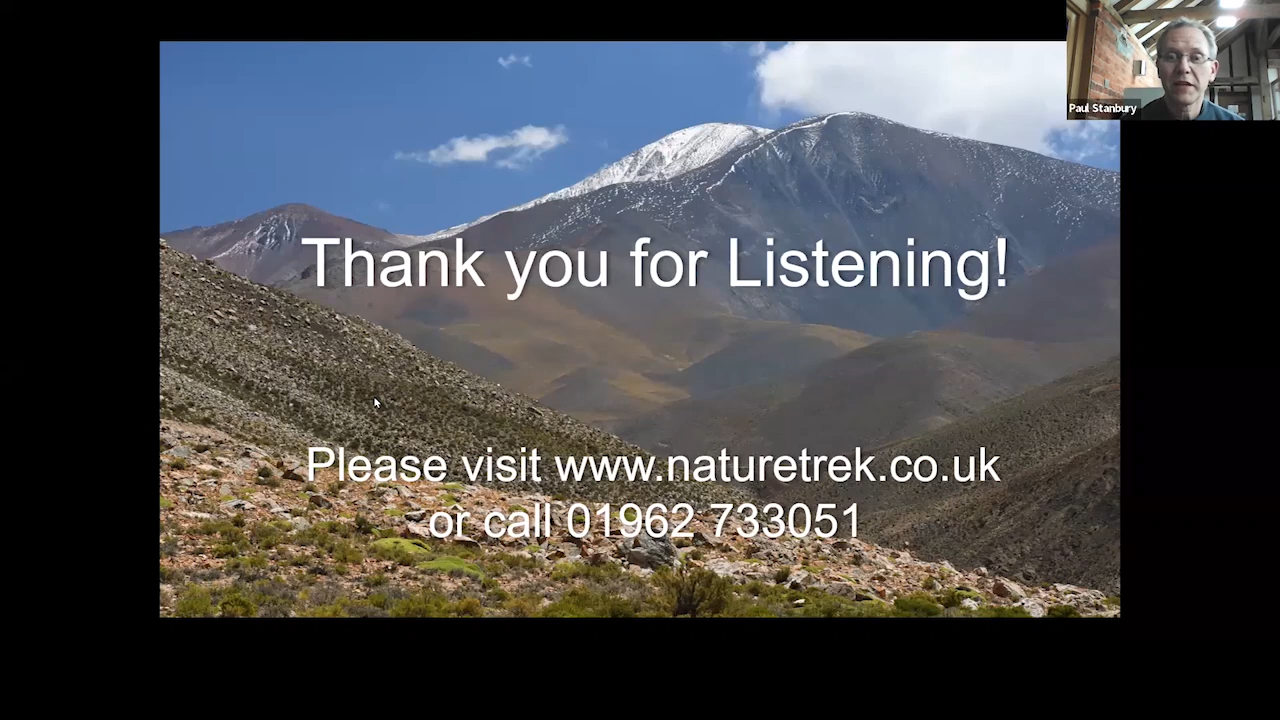 Paul Stanbury
Thank you for Listening!
Please visit www.naturetrek.co.uk
or call 01962 733051